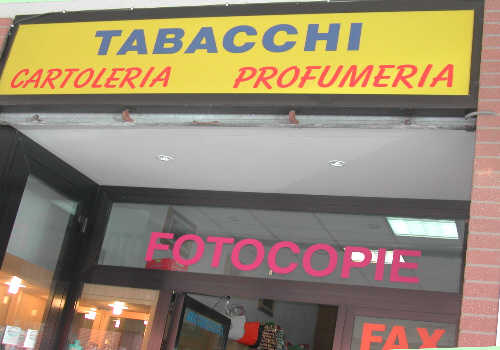 TABACCHI
CARTOLERIA PROFUMERIA
FOTOCOPIE
FAX